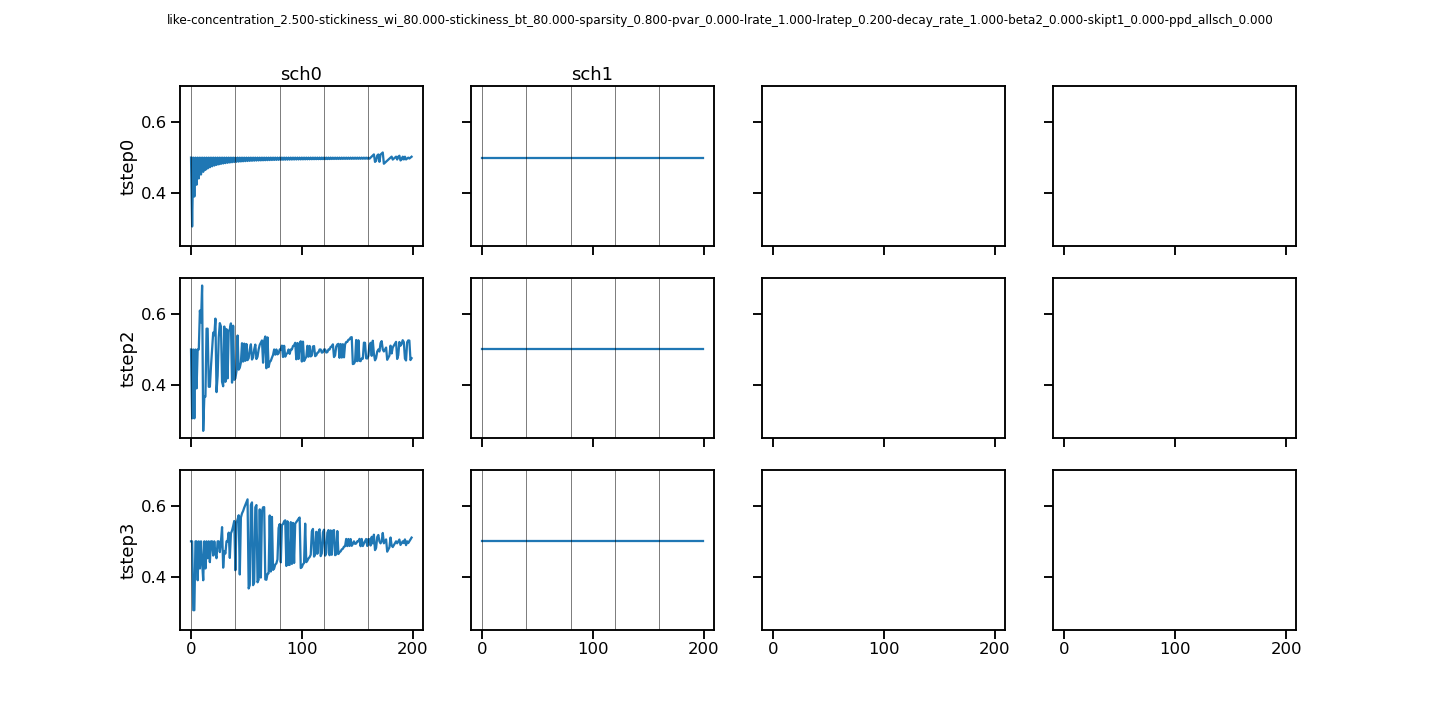 like-concentration_2.500-stickiness_wi_80.000-stickiness_bt_80.000-sparsity_0.800-pvar_0.000-lrate_1.000-lratep_0.200-decay_rate_1.000-beta2_0.000-skipt1_0.000-ppd_allsch_0.000
sch0 sch1
tstep0
0.6
0.4
tstep2
0.6
0.4
tstep3
0.6
0.4
0 100 200 0 100 200 0 100 200 0 100 200